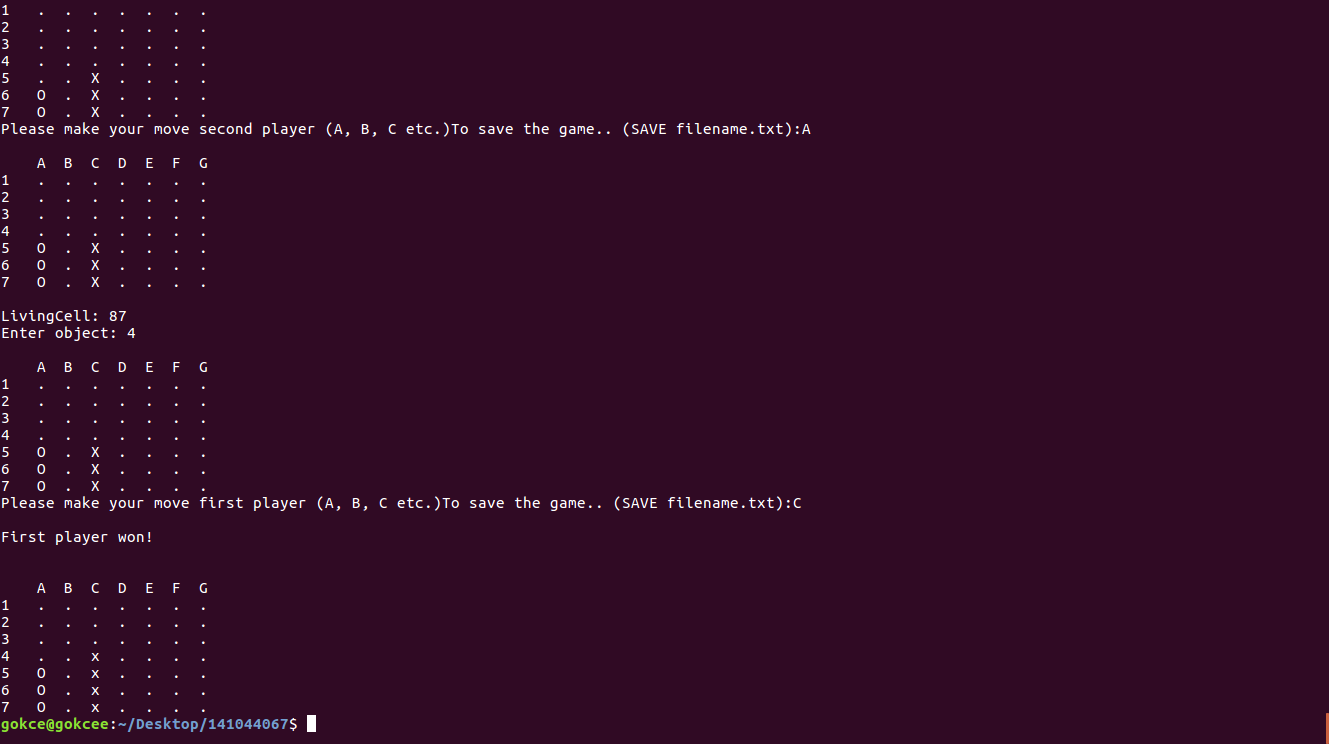 1   .  .  .  .  .  .  .
2   .  .  .  .  .  .  .
3   .  .  .  .  .  .  .
4   .  .  .  .  .  .  .
5   .  .  X  .  .  .  .
6   O  .  X  .  .  .  .
7   O  .  X  .  .  .  .
Please make your move second player (A, B, C etc.)To save the game.. (SAVE filename.txt):A
    A  B  C  D  E  F  G
1   .  .  .  .  .  .  .
2   .  .  .  .  .  .  .
3   .  .  .  .  .  .  .
4   .  .  .  .  .  .  .
5   O  .  X  .  .  .  .
6   O  .  X  .  .  .  .
7   O  .  X  .  .  .  .
LivingCell: 87
Enter object: 4
    A  B  C  D  E  F  G
1   .  .  .  .  .  .  .
2   .  .  .  .  .  .  .
3   .  .  .  .  .  .  .
4   .  .  .  .  .  .  .
5   O  .  X  .  .  .  .
6   O  .  X  .  .  .  .
7   O  .  X  .  .  .  .
Please make your move first player (A, B, C etc.)To save the game.. (SAVE filename.txt):C
First player won!
    A  B  C  D  E  F  G
1   .  .  .  .  .  .  .
2   .  .  .  .  .  .  .
3   .  .  .  .  .  .  .
4   .  .  x  .  .  .  .
5   O  .  x  .  .  .  .
6   O  .  x  .  .  .  .
7   O  .  x  .  .  .  .
gokce@gokcee:~/Desktop/141044067$